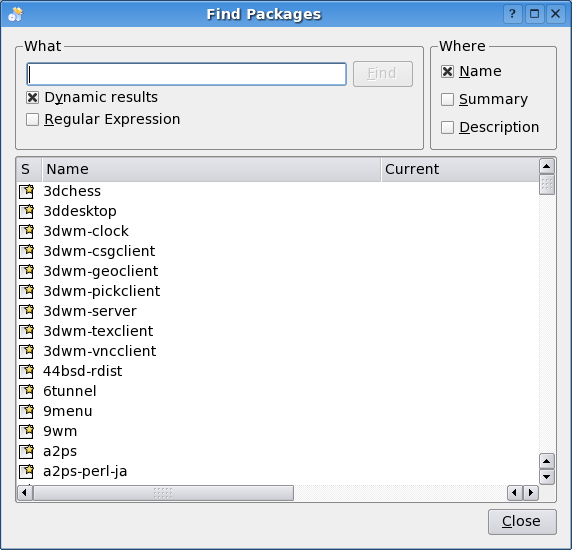 Find Packages
What
Find
Dynamic results
Regular Expression
Where
Name
Summary
Description
S Name Current
3dchess
3ddesktop
3dwm-clock
3dwm-csgclient
3dwm-geoclient
3dwm-pickclient
3dwm-server
3dwm-texclient
3dwm-vncclient
44bsd-rdist
6tunnel
9menu
9wm
a2ps
a2ps-perl-ja
Close